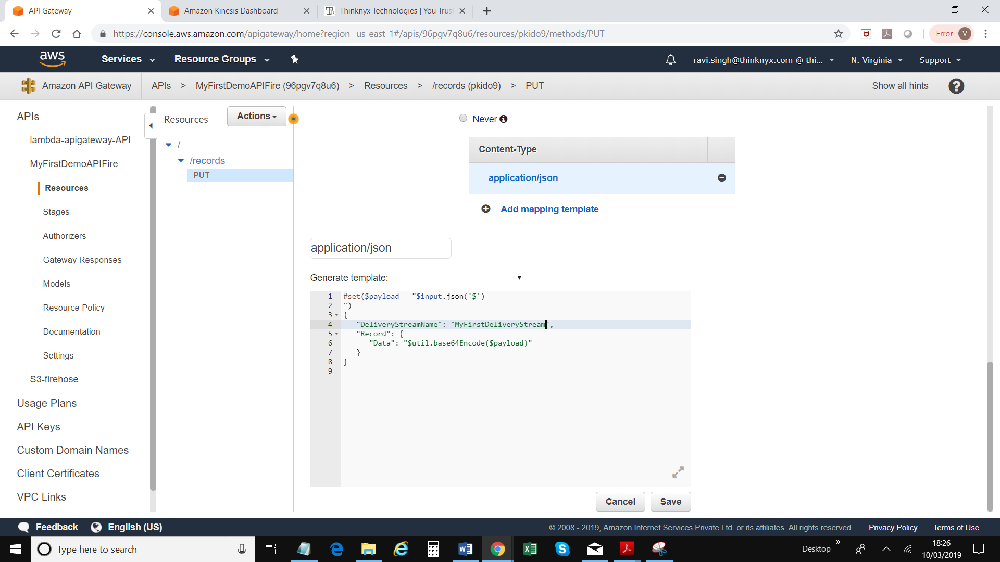 API Gateway
Amazon Kinesis Dashboard
Thinknyx Technologies | You Trus
https://console.aws.amazon.com/apigateway/home?region=us-east-1#/apis/96pgv7q8u6/resources/pkido9/methods/PUT
Error V
aws Services Resource Groups ravi.singh@thinknyx.com @ thi... N. Virginia Support
Amazon API Gateway APIs > MyFirstDemoAPIFire (96pgv7q8u6) > Resources > /records (pkido9) > PUT Show all hints ?
APIs
lambda-apigateway-API
MyFirstDemoAPIFire
Resources
Stages
Authorizers
Gateway Responses
Models
Resource Policy
Documentation
Settings
S3-firehose
Usage Plans
API Keys
Custom Domain Names
Client Certificates
VPC Links
Resources Actions
/
/records
PUT
Never
Content-Type
application/json
Add mapping template
application/json
Generate template:
1 #set($payload = "$input.json('$')
2 ")
3 {
4 "DeliveryStreamName": "MyFirstDeliveryStream",
5 "Record": {
6 "Data": "$util.base64Encode($payload)"
7 }
8 }
9
Cancel Save
Feedback English (US) © 2008 - 2019, Amazon Internet Services Private Ltd. or its affiliates. All rights reserved. Privacy Policy Terms of Use
Type here to search
Desktop
18:26
10/03/2019